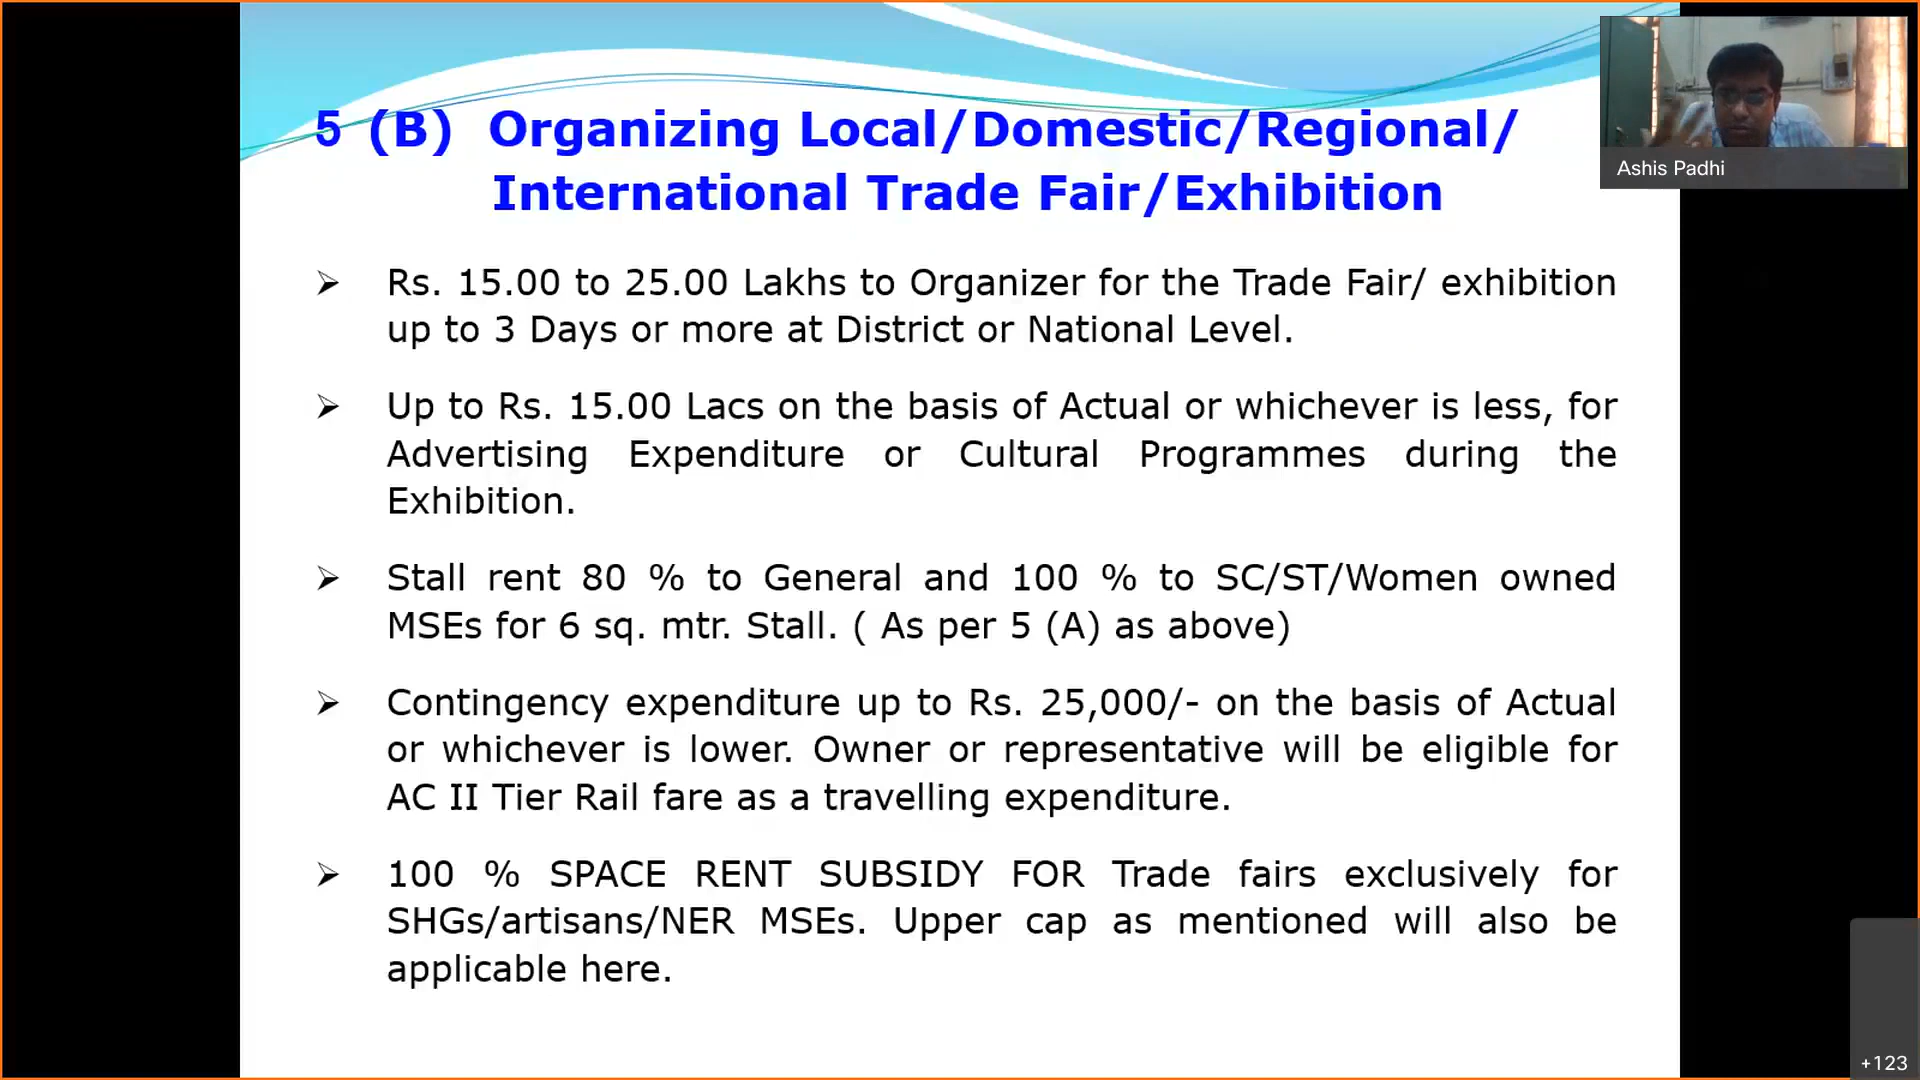 5 (B) Organizing Local/Domestic/Regional/
International Trade Fair/Exhibition
Ashis Padhi
➢ Rs. 15.00 to 25.00 Lakhs to Organizer for the Trade Fair/ exhibition
up to 3 Days or more at District or National Level.
➢ Up to Rs. 15.00 Lacs on the basis of Actual or whichever is less, for
Advertising Expenditure or Cultural Programmes during the
Exhibition.
➢ Stall rent 80 % to General and 100 % to SC/ST/Women owned
MSEs for 6 sq. mtr. Stall. ( As per 5 (A) as above)
➢ Contingency expenditure up to Rs. 25,000/- on the basis of Actual
or whichever is lower. Owner or representative will be eligible for
AC II Tier Rail fare as a travelling expenditure.
➢ 100 % SPACE RENT SUBSIDY FOR Trade fairs exclusively for
SHGs/artisans/NER MSEs. Upper cap as mentioned will also be
applicable here.
+123